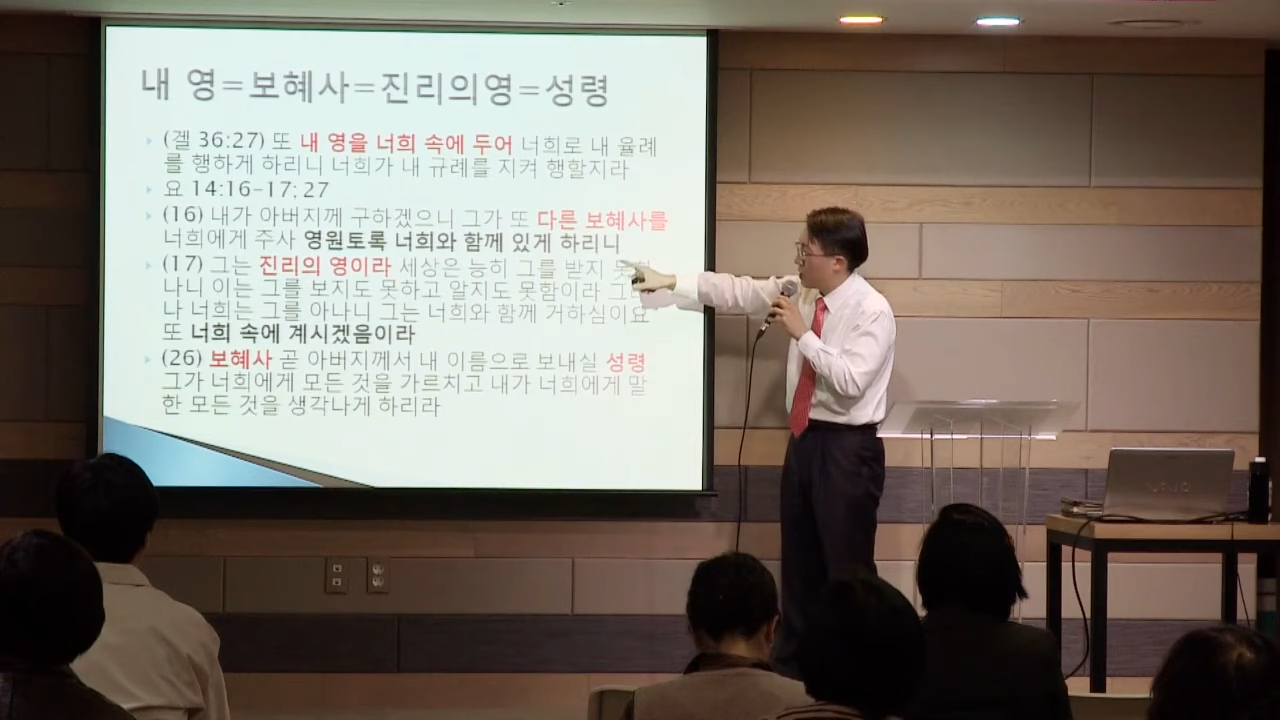 내 영=보혜사=진리의영=성령
(겔 36:27) 또 내 영을 너희 속에 두어 너희로 내 율례
를 행하게 하리니 너희가 내 규례를 지켜 행할지라
요 14:16-17; 27
(16) 내가 아버지께 구하겠으니 그가 또 다른 보혜사를
너희에게 주사 영원토록 너희와 함께 있게 하리니
(17) 그는 진리의 영이라 세상은 능히 그를 받지
나니 이는 그를 보지도 못하고 알지도 못함이라
나 너희는 그를 아나니 그는 너희와 함께 거하심이요
또 너희 속에 계시겠음이라
(26) 보혜사 곧 아버지께서 내 이름으로 보내실 성령
그가 너희에게 모든 것을 가르치고 내가 너희에게 말
한 모든 것을 생각나게 하리라